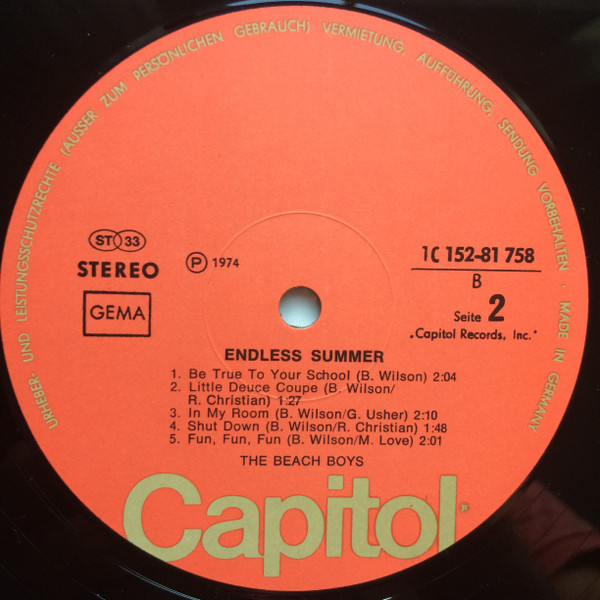 URHEBER- UND LEISTUNGSSCHUTZRECHTE (AUSSER ZUM PERSÖNLICHEN GEBRAUCH) VERMIETUNG, AUFFÜHRUNG, SENDUNG VORBEHALTEN · MADE IN GERMANY
ST 33
STEREO
GEMA
Ⓟ 1974
1C 152-81 758
B
Seite 2
„Capitol Records, Inc."
ENDLESS SUMMER
1. Be True To Your School (B. Wilson) 2:04
2. Little Deuce Coupe (B. Wilson/
R. Christian) 1:27
3. In My Room (B. Wilson/G. Usher) 2:10
4. Shut Down (B. Wilson/R. Christian) 1:48
5. Fun, Fun, Fun (B. Wilson/M. Love) 2:01
THE BEACH BOYS
Capitol®